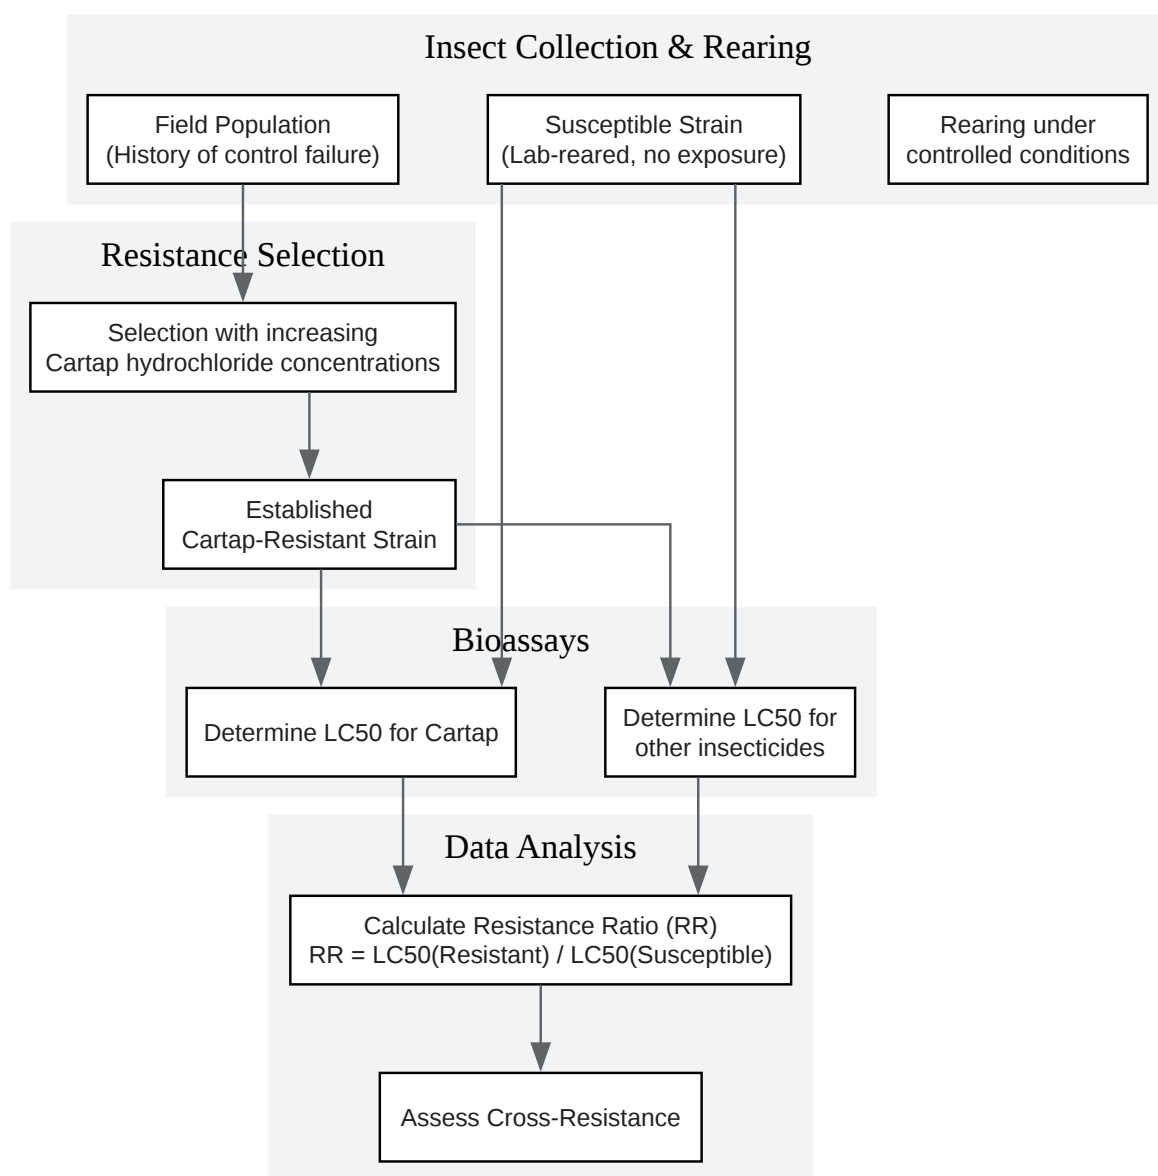 Insect Collection & Rearing
Field Population
(History of control failure)
Susceptible Strain
(Lab-reared, no exposure)
Rearing under
controlled conditions
Resistance Selection
Selection with increasing
Cartap hydrochloride concentrations
Established
Cartap-Resistant Strain
Bioassays
Determine LC50 for Cartap
Determine LC50 for
other insecticides
Data Analysis
Calculate Resistance Ratio (RR)
RR = LC50(Resistant) / LC50(Susceptible)
Assess Cross-Resistance